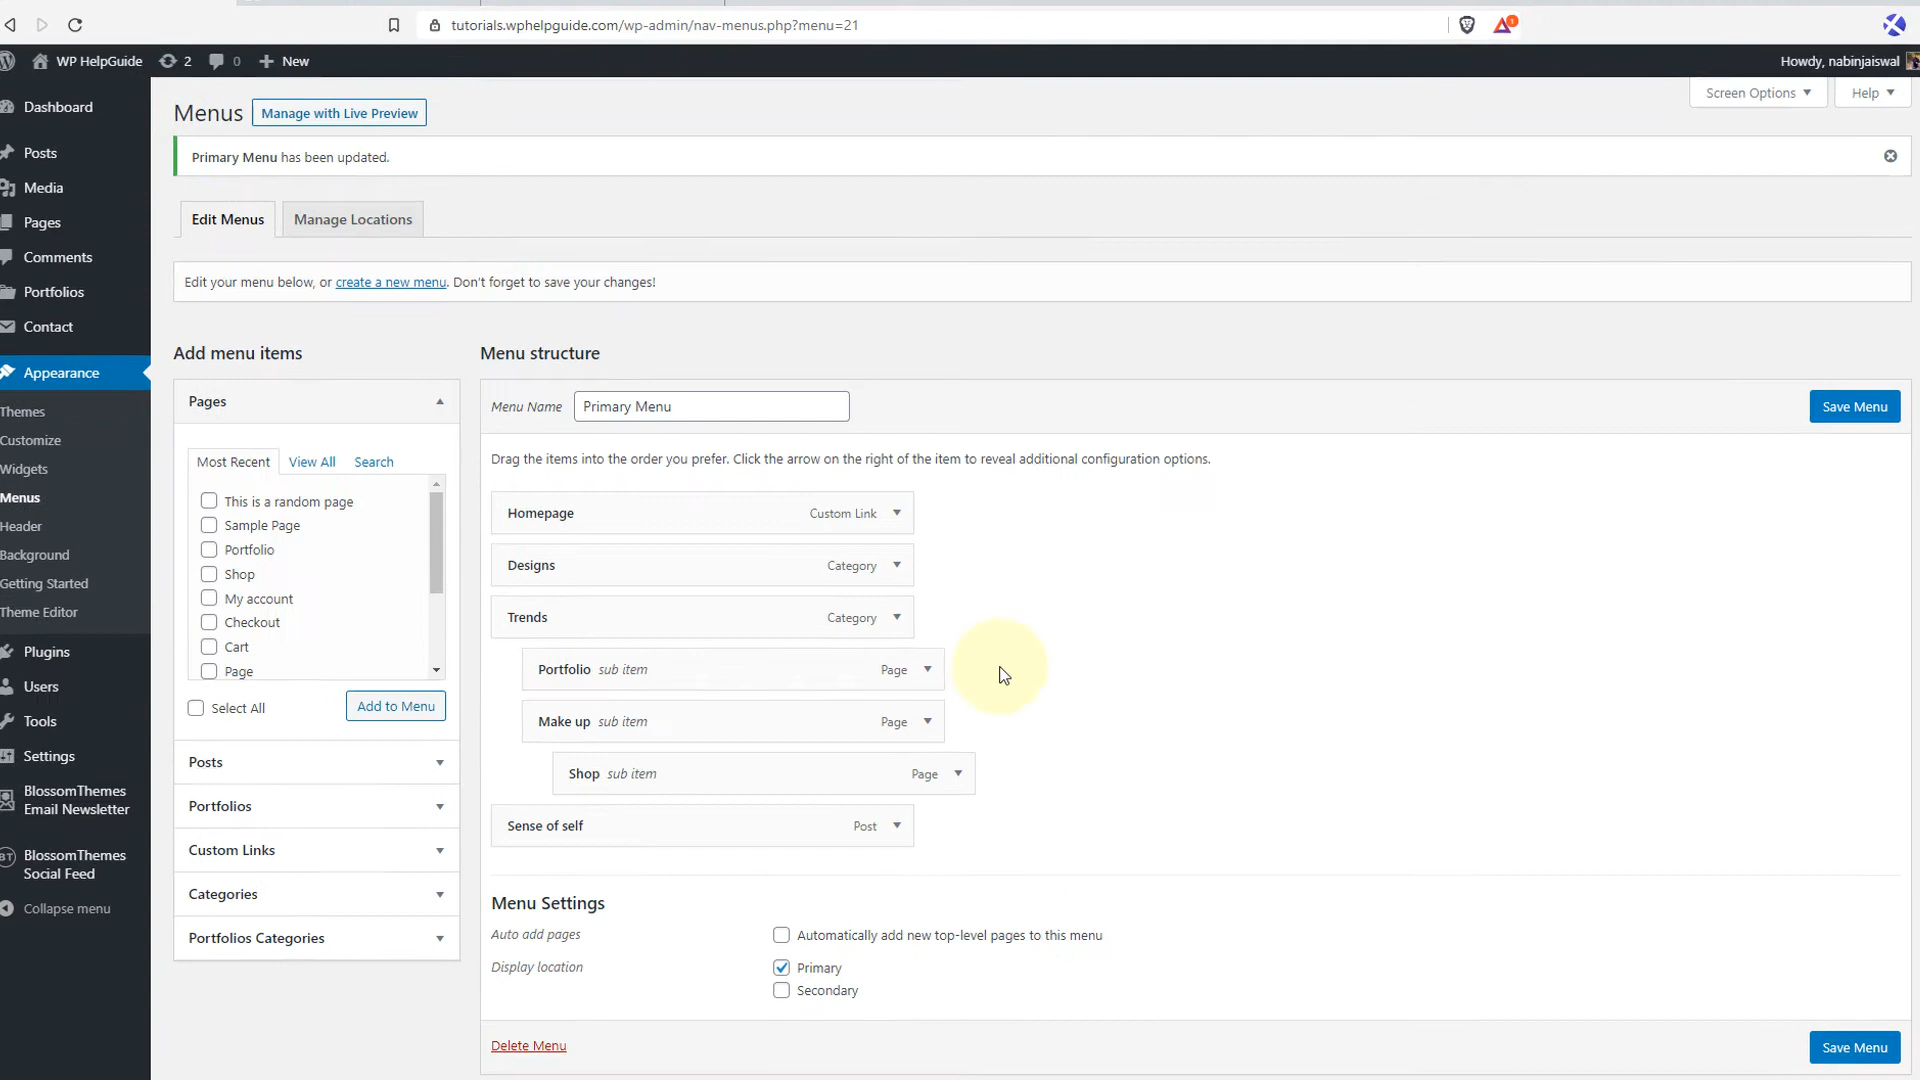 tutorials.wphelpguide.com/wp-admin/nav-menus.php?menu=21
1
WP HelpGuide 2 0 New
Howdy, nabinjaiswal
Dashboard
Posts
Media
Pages
Comments
Portfolios
Contact
Appearance
Themes
Customize
Widgets
Menus
Header
Background
Getting Started
Theme Editor
Plugins
Users
Tools
Settings
BlossomThemes
Email Newsletter
BT
BlossomThemes
Social Feed
Collapse menu
Screen Options
Help
Menus Manage with Live Preview
Primary Menu has been updated.
Edit Menus Manage Locations
Edit your menu below, or create a new menu. Don't forget to save your changes!
Add menu items
Pages
Most Recent View All Search
This is a random page
Sample Page
Portfolio
Shop
My account
Checkout
Cart
Page
Select All Add to Menu
Posts
Portfolios
Custom Links
Categories
Portfolios Categories
Menu structure
Menu Name Primary Menu Save Menu
Drag the items into the order you prefer. Click the arrow on the right of the item to reveal additional configuration options.
Homepage Custom Link
Designs Category
Trends Category
Portfolio sub item Page
Make up sub item Page
Shop sub item Page
Sense of self Post
Menu Settings
Auto add pages Automatically add new top-level pages to this menu
Display location Primary
Secondary
Delete Menu Save Menu